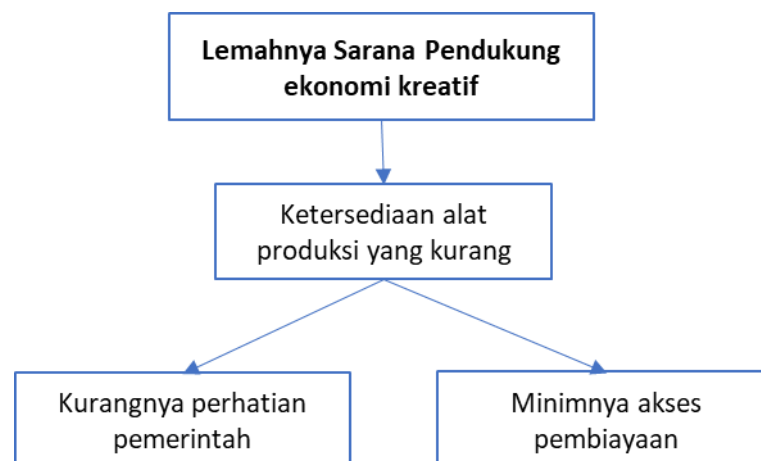 Lemahnya Sarana Pendukung
ekonomi kreatif
Ketersediaan alat
produksi yang kurang
Kurangnya perhatian
pemerintah
Minimnya akses
pembiayaan